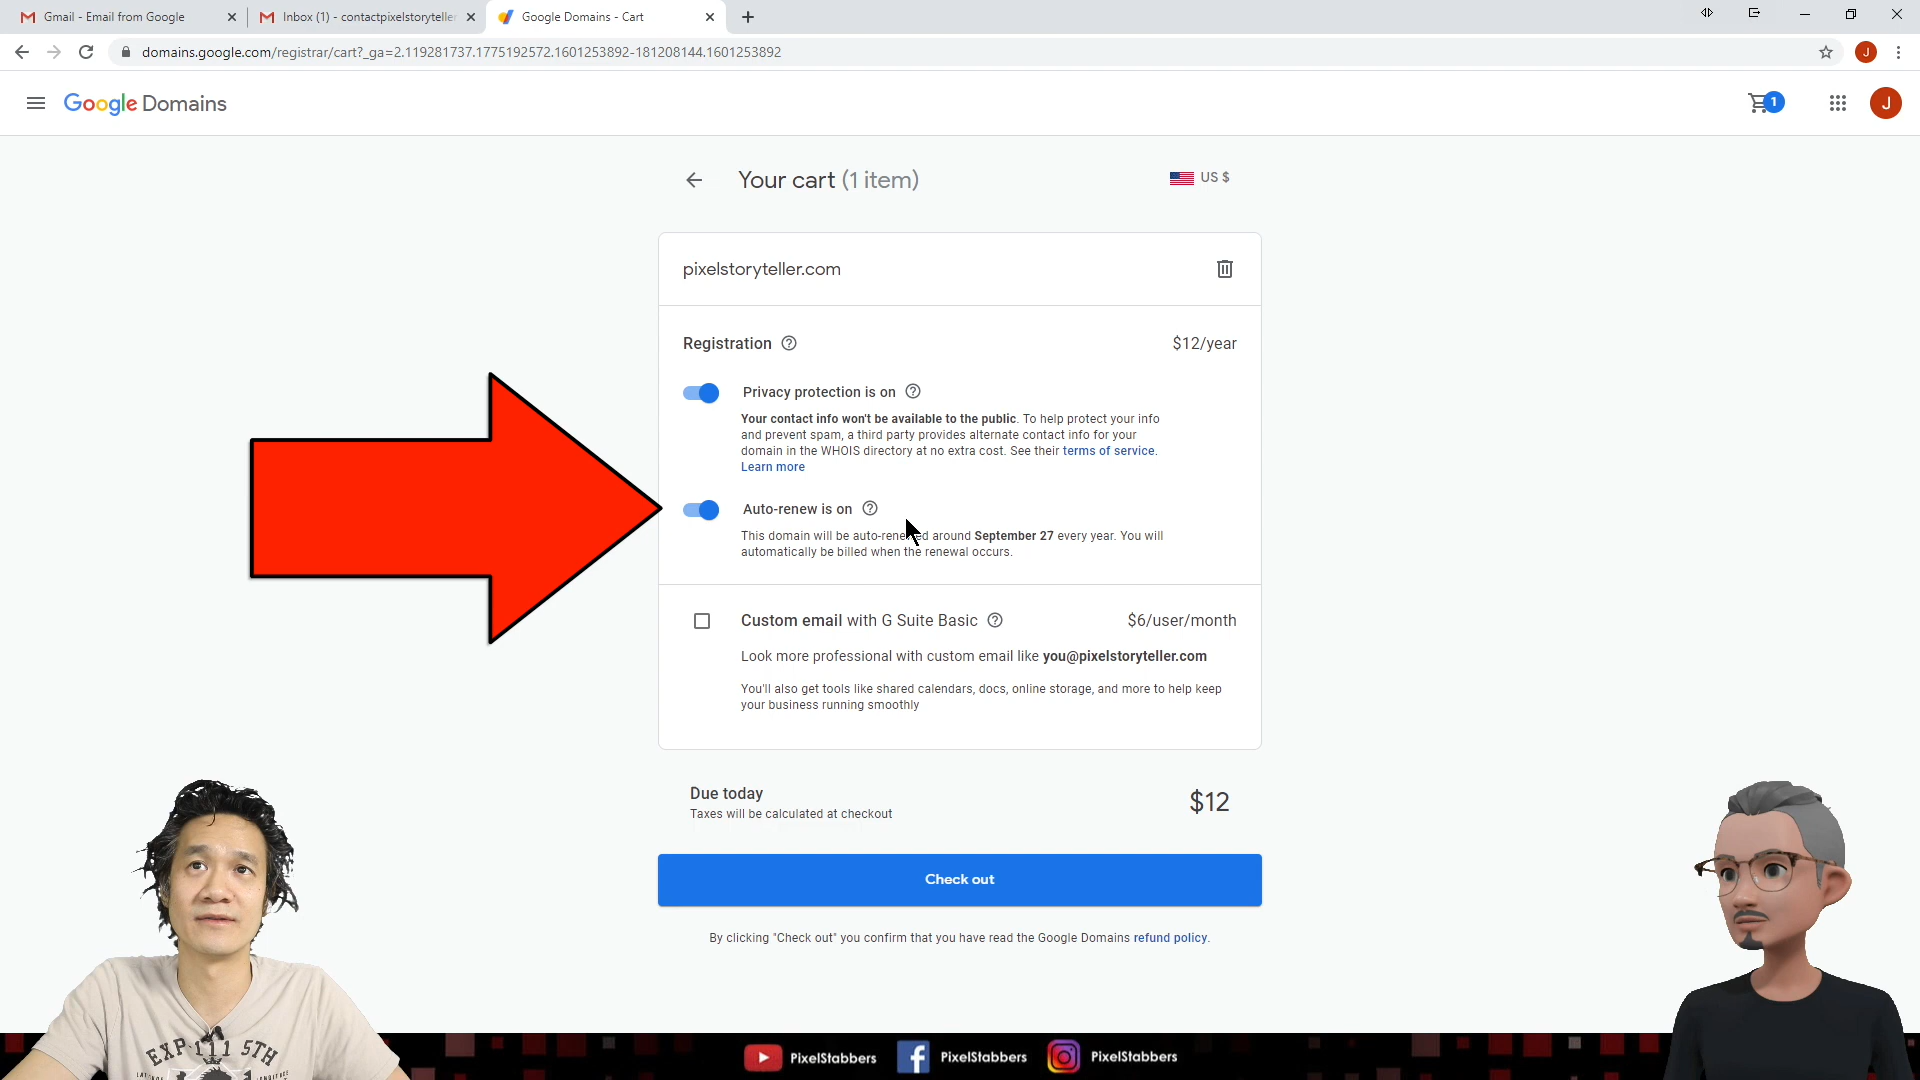 Gmail - Email from Google
Inbox (1) - contactpixelstoryteller
Google Domains - Cart
domains.google.com/registrar/cart?_ga=2.119281737.1775192572.1601253892-181208144.1601253892
J
Google Domains
1
J
Your cart (1 item)
US $
pixelstoryteller.com
Registration
$12/year
Privacy protection is on
Your contact info won't be available to the public. To help protect your info
and prevent spam, a third party provides alternate contact info for your
domain in the WHOIS directory at no extra cost. See their terms of service.
Learn more
Auto-renew is on
This domain will be auto-renewed around September 27 every year. You will
automatically be billed when the renewal occurs.
Custom email with G Suite Basic
$6/user/month
Look more professional with custom email like you@pixelstoryteller.com
You'll also get tools like shared calendars, docs, online storage, and more to help keep
your business running smoothly
Due today
$12
Taxes will be calculated at checkout
Check out
By clicking "Check out" you confirm that you have read the Google Domains refund policy.
EXP 111 5TH
PixelStabbers
PixelStabbers
PixelStabbers